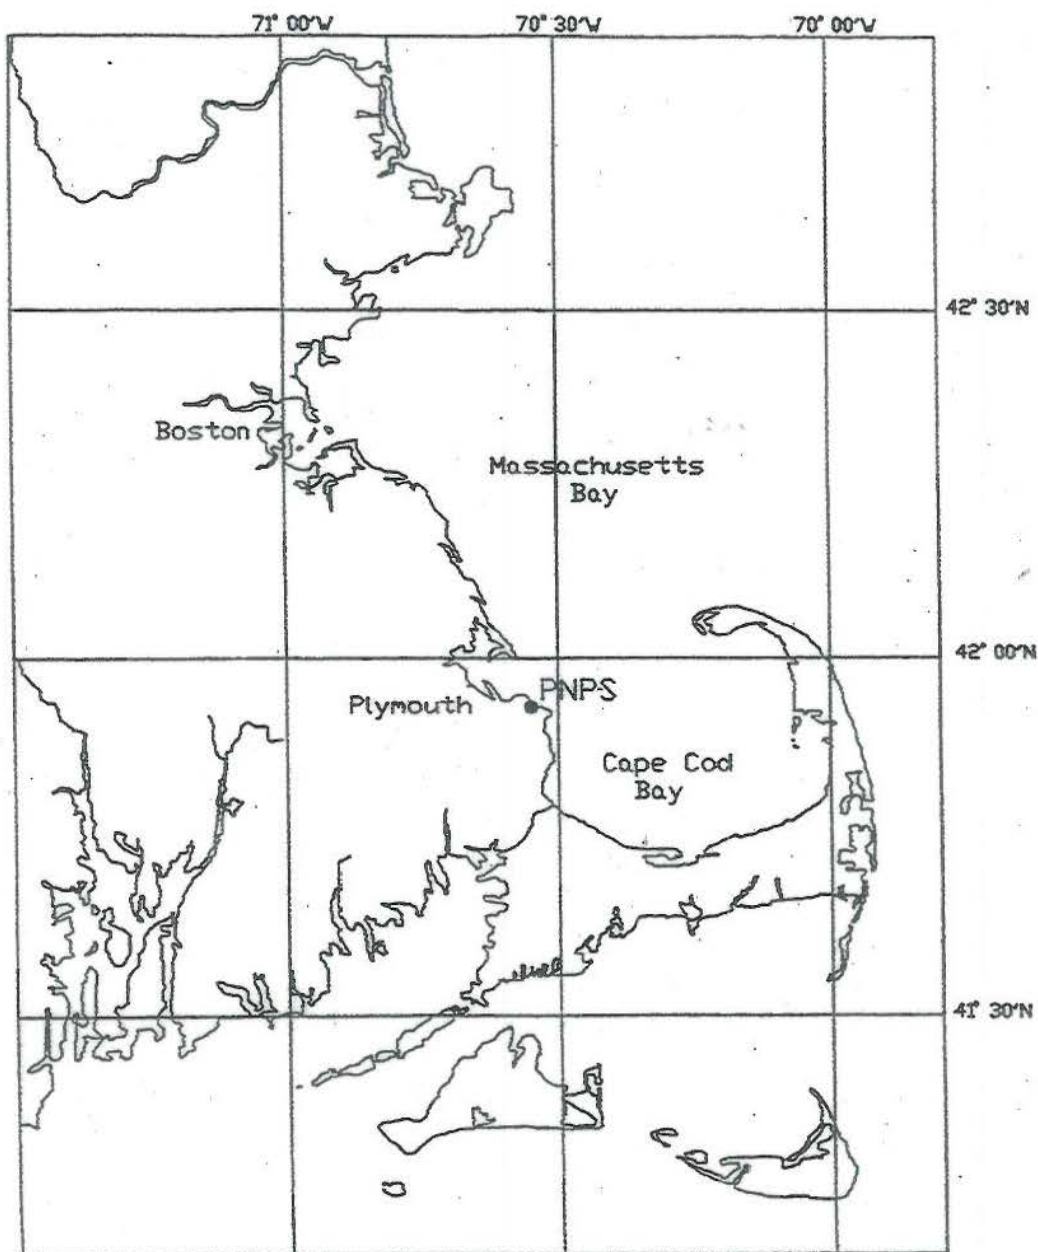 71° 00'W
70° 30'W
70° 00'W
42° 30'N
Boston
Massachusetts
Bay
42° 00'N
PNPS
Plymouth
Cape Cod
Bay
41° 30'N